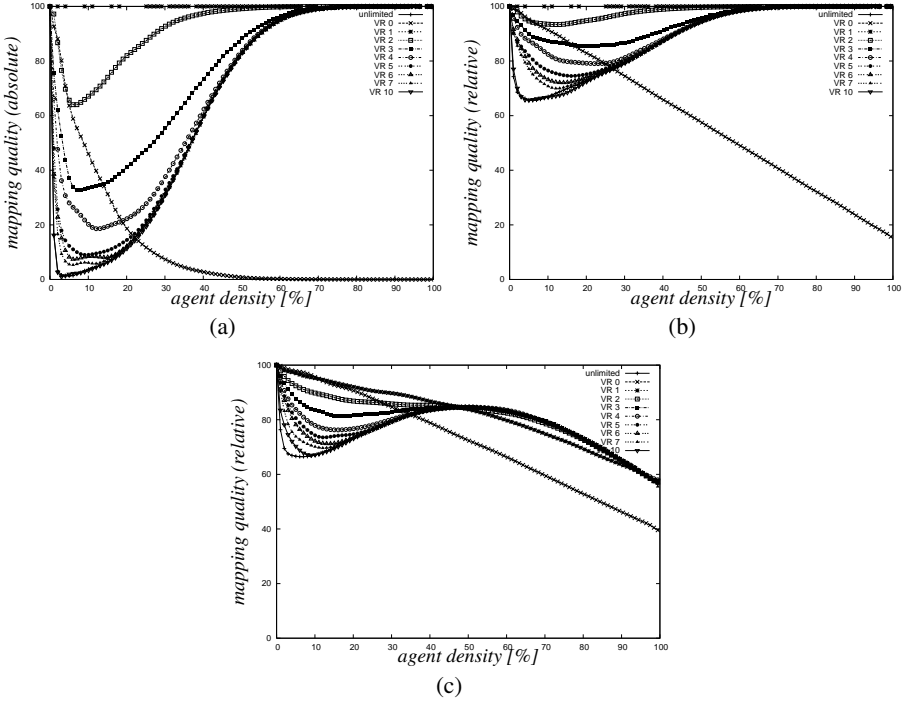 mapping quality (absolute)
100
80
60
40
20
0
0 10 20 30 40 50 60 70 80 90 100
agent density [%]
unlimited
VR 0
VR 1
VR 2
VR 3
VR 4
VR 5
VR 6
VR 7
VR 10
(a)
mapping quality (relative)
100
80
60
40
20
0
0 10 20 30 40 50 60 70 80 90 100
agent density [%]
unlimited
VR 0
VR 1
VR 2
VR 3
VR 4
VR 5
VR 6
VR 7
VR 10
(b)
mapping quality (relative)
100
80
60
40
20
0
0 10 20 30 40 50 60 70 80 90 100
agent density [%]
unlimited
VR 0
VR 1
VR 2
VR 3
VR 4
VR 5
VR 6
VR 7
10
(c)